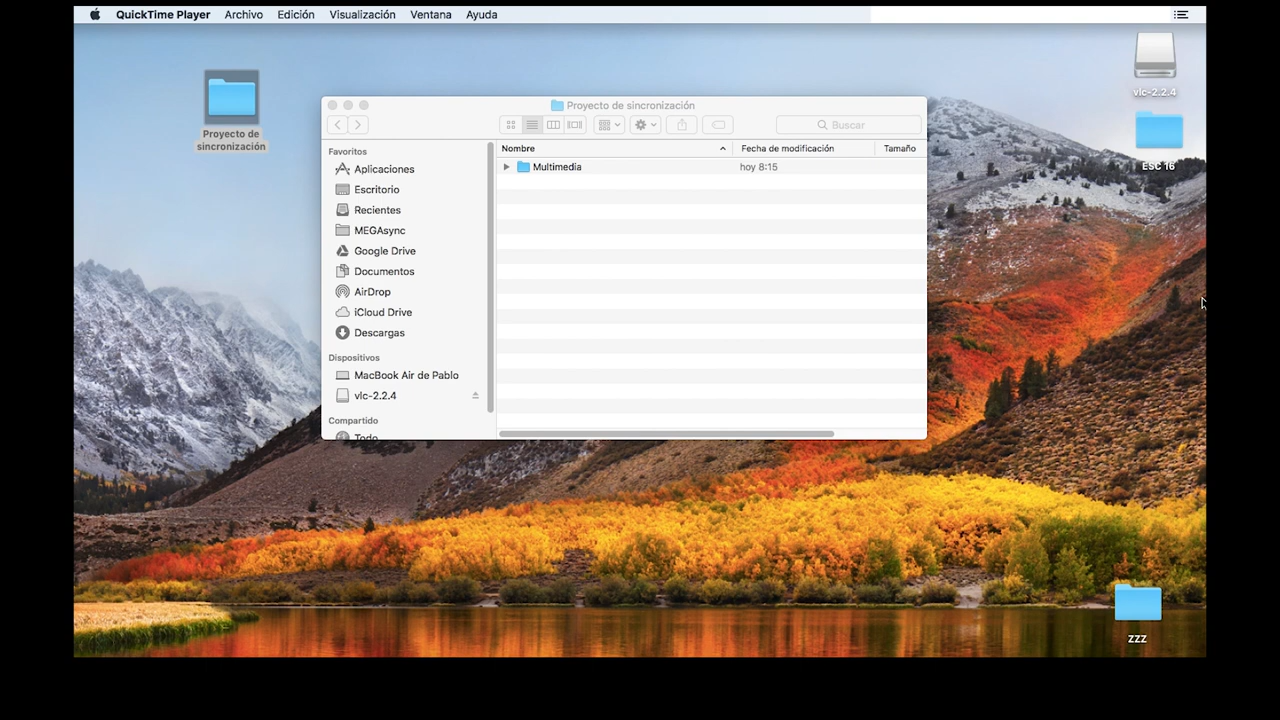 QuickTime Player Archivo Edición Visualización Ventana Ayuda
vlc-2.2.4
ESC 16
Proyecto de
sincronización
Proyecto de sincronización
Buscar
Favoritos
Aplicaciones
Escritorio
Recientes
MEGAsync
Google Drive
Documentos
AirDrop
iCloud Drive
Descargas
Dispositivos
MacBook Air de Pablo
vlc-2.2.4
Compartido
Todo
Nombre Fecha de modificación Tamaño
Multimedia hoy 8:15
zzz